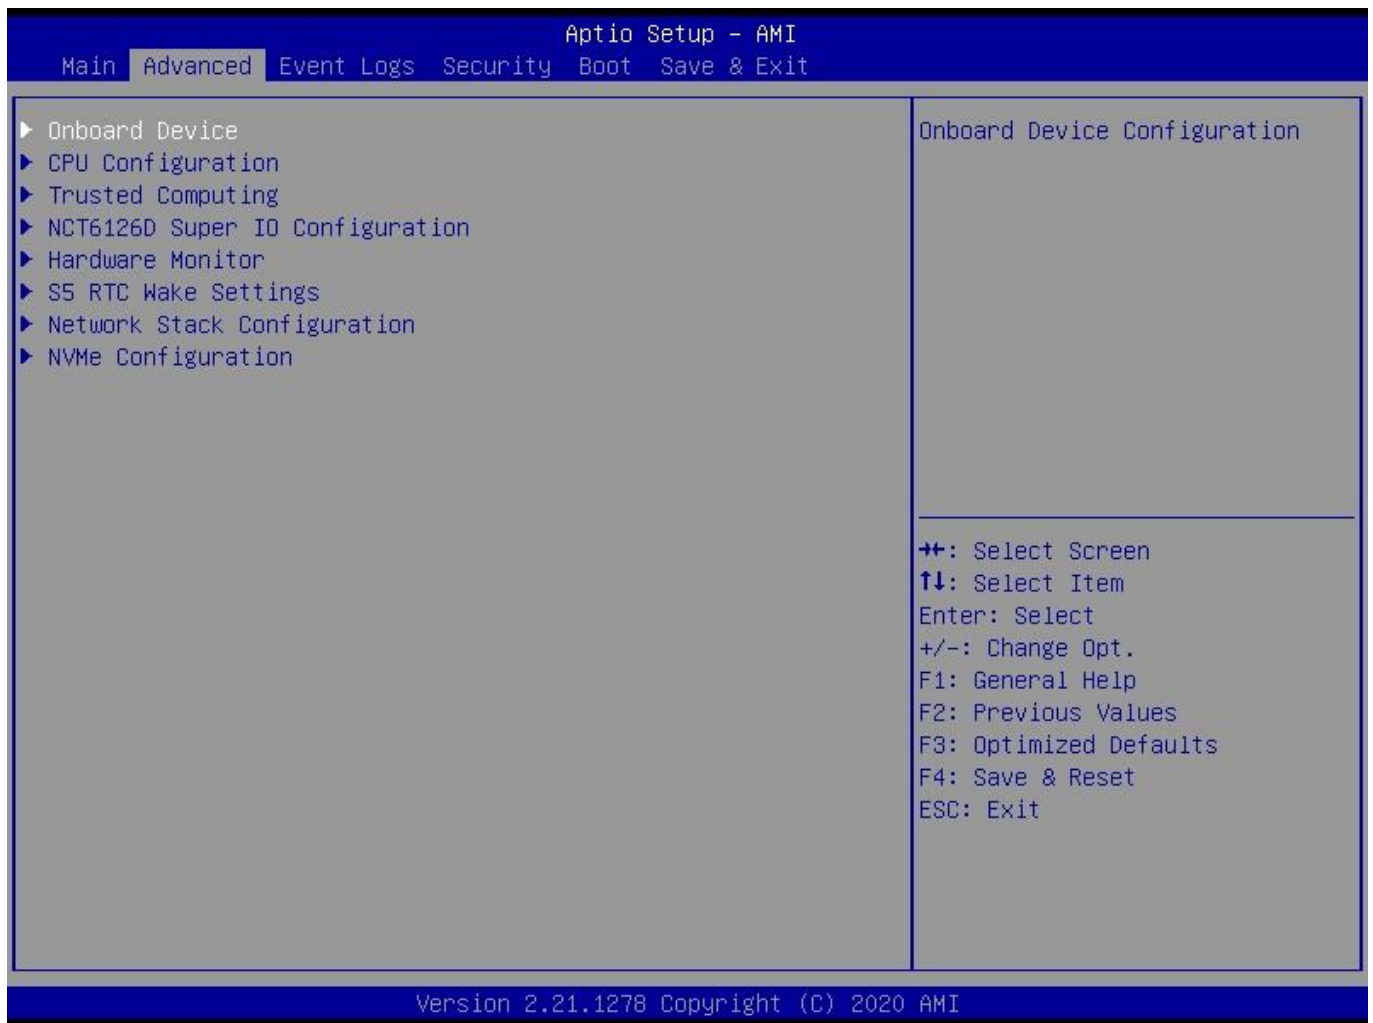 Aptio Setup – AMI
Main Advanced Event Logs Security Boot Save & Exit
▶ Onboard Device
▶ CPU Configuration
▶ Trusted Computing
▶ NCT6126D Super IO Configuration
▶ Hardware Monitor
▶ S5 RTC Wake Settings
▶ Network Stack Configuration
▶ NVMe Configuration
Onboard Device Configuration
→←: Select Screen
↑↓: Select Item
Enter: Select
+/-: Change Opt.
F1: General Help
F2: Previous Values
F3: Optimized Defaults
F4: Save & Reset
ESC: Exit
Version 2.21.1278 Copyright (C) 2020 AMI